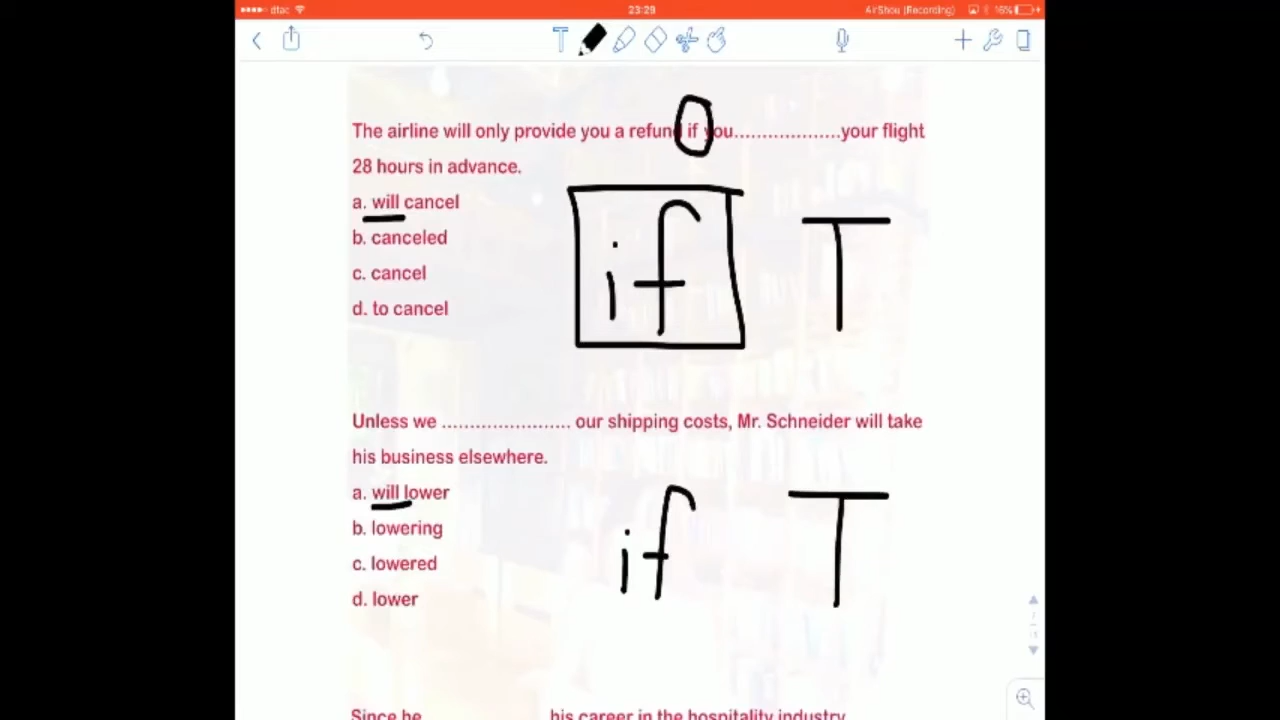 dtac
23:29
AirShou (Recording)
16%
T
The airline will only provide you a refund if you...................your flight
28 hours in advance.
a. will cancel
b. canceled
c. cancel
d. to cancel
if T
Unless we ....................... our shipping costs, Mr. Schneider will take
his business elsewhere.
a. will lower
b. lowering
c. lowered
d. lower
if T
Since he his career in the hospitality industry